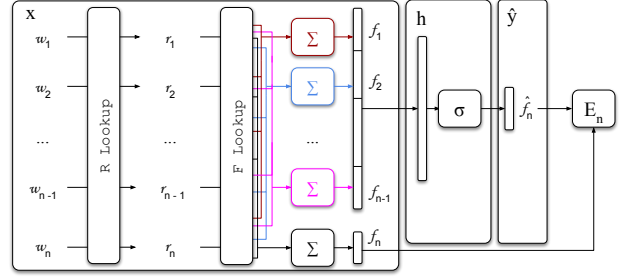 x h ŷ
w₁ r₁ Σ f₁
w₂ r₂ Σ f₂ f̂ₙ Eₙ
σ
... ... ... 
R Lookup F Lookup
wₙ₋₁ rₙ₋₁ Σ fₙ₋₁
wₙ rₙ Σ fₙ